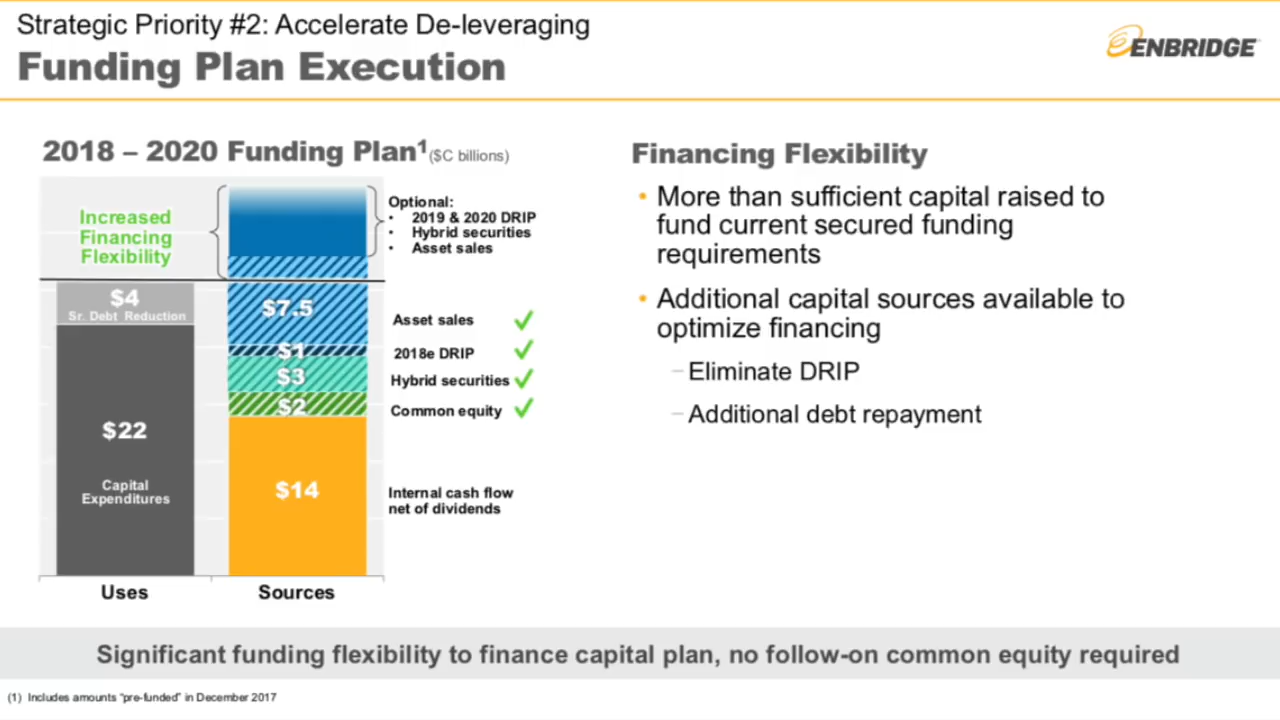 Strategic Priority #2: Accelerate De-leveraging
Funding Plan Execution
ENBRIDGE
2018 – 2020 Funding Plan¹ ($C billions)
Increased
Financing
Flexibility
Optional:
• 2019 & 2020 DRIP
• Hybrid securities
• Asset sales
$4
Sr. Debt Reduction
$22
Capital
Expenditures
$7.5
$1
$3
$2
$14
Asset sales
2018e DRIP
Hybrid securities
Common equity
Internal cash flow
net of dividends
Uses
Sources
Financing Flexibility
• More than sufficient capital raised to
fund current secured funding
requirements
• Additional capital sources available to
optimize financing
– Eliminate DRIP
– Additional debt repayment
Significant funding flexibility to finance capital plan, no follow-on common equity required
(1) Includes amounts “pre-funded” in December 2017